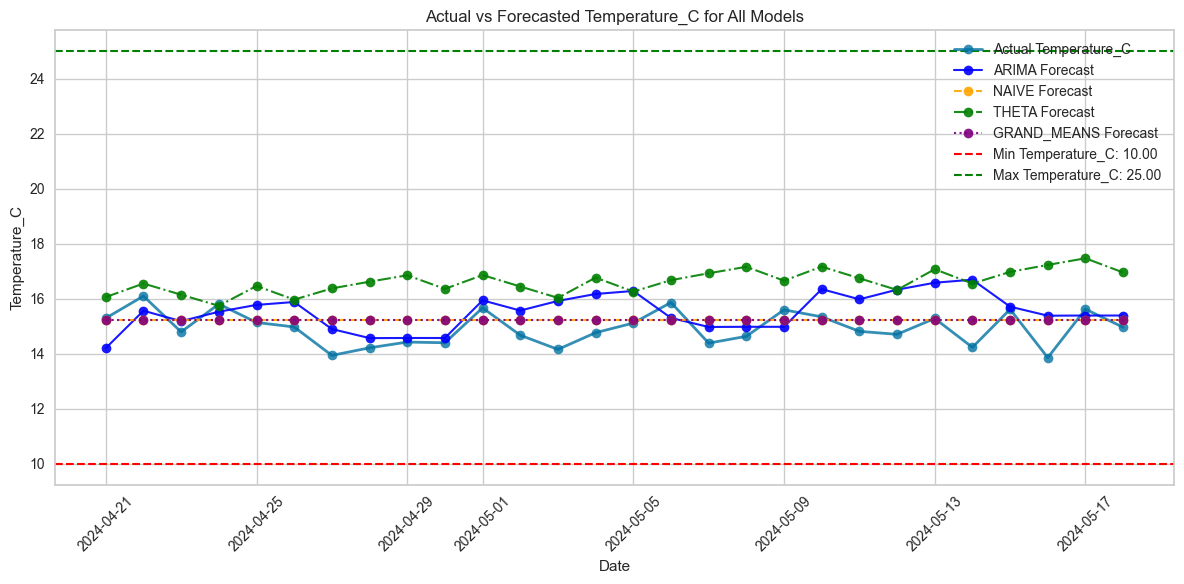 Actual vs Forecasted Temperature_C for All Models
Temperature_C
24
22
20
18
16
14
12
10
Actual Temperature_C
ARIMA Forecast
NAIVE Forecast
THETA Forecast
GRAND_MEANS Forecast
Min Temperature_C: 10.00
Max Temperature_C: 25.00
2024-04-21
2024-04-25
2024-04-29
2024-05-01
2024-05-05
2024-05-09
2024-05-13
2024-05-17
Date